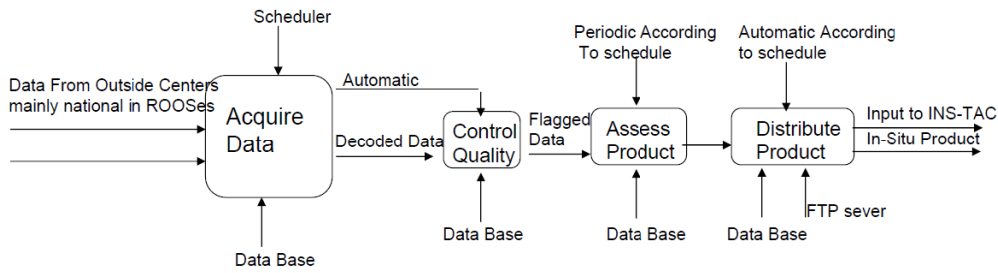 Scheduler
Periodic According
To schedule
Automatic According
to schedule
Data From Outside Centers
mainly national in ROOSes
Acquire
Data
Automatic
Decoded Data
Control
Quality
Flagged
Data
Assess
Product
Distribute
Product
Input to INS-TAC
In-Situ Product
FTP sever
Data Base
Data Base
Data Base
Data Base